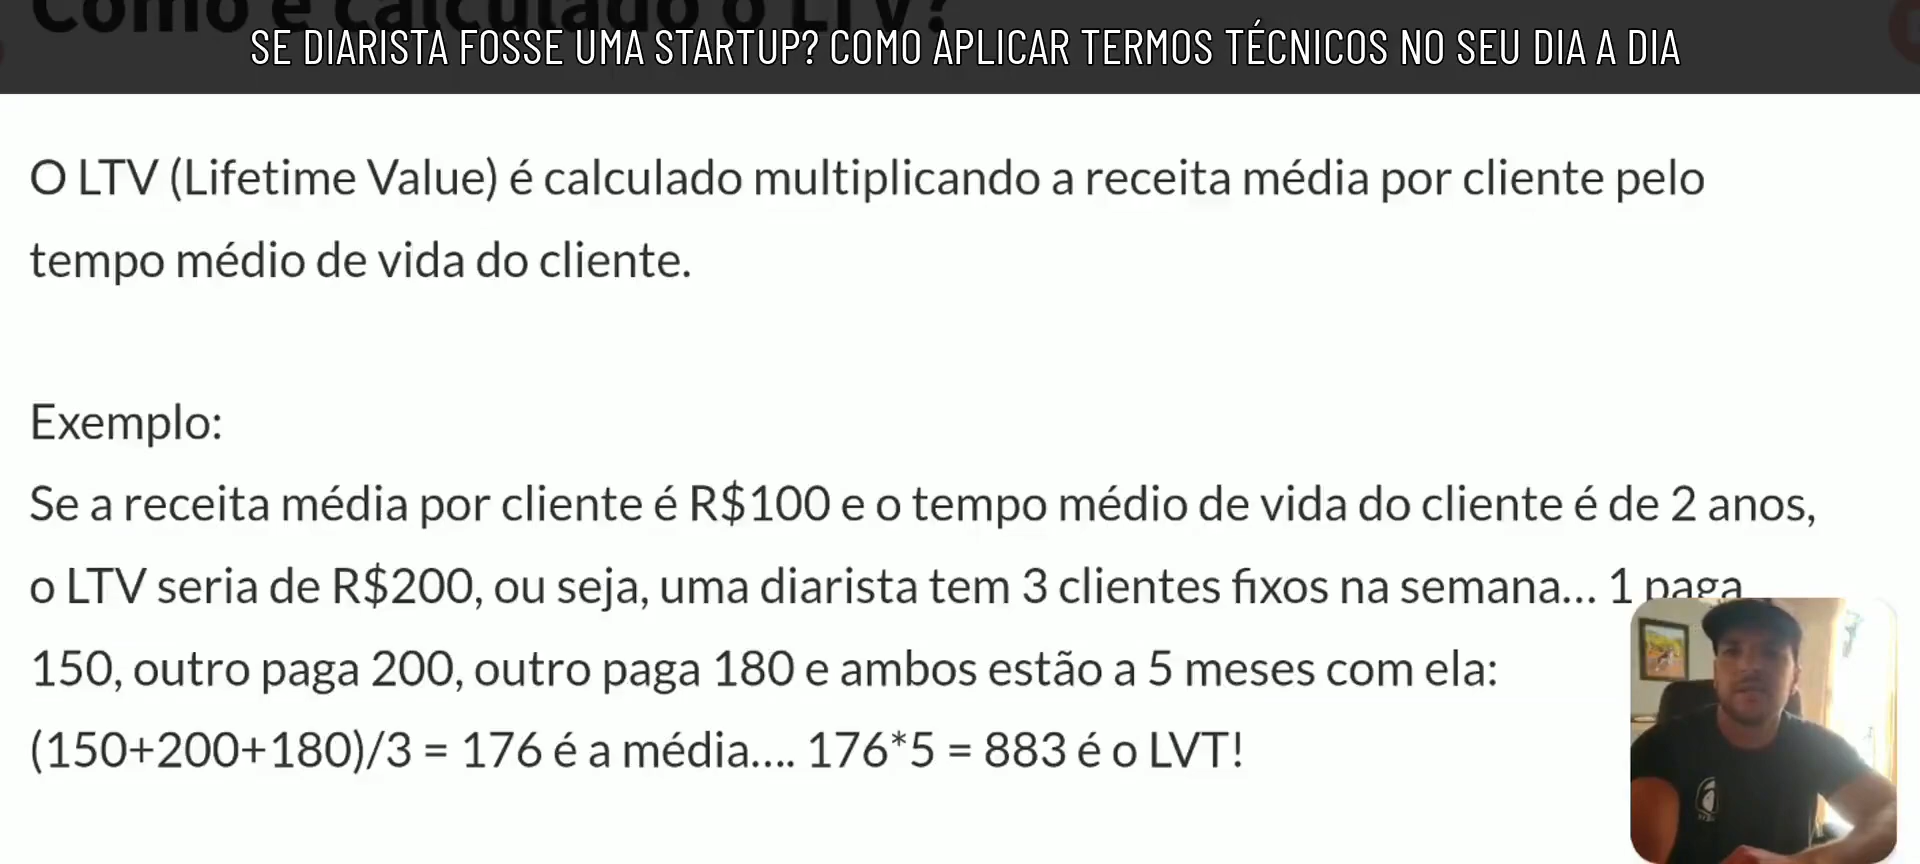 Como é calculado o LTV?
SE DIARISTA FOSSE UMA STARTUP? COMO APLICAR TERMOS TÉCNICOS NO SEU DIA A DIA
O LTV (Lifetime Value) é calculado multiplicando a receita média por cliente pelo
tempo médio de vida do cliente.
Exemplo:
Se a receita média por cliente é R$100 e o tempo médio de vida do cliente é de 2 anos,
o LTV seria de R$200, ou seja, uma diarista tem 3 clientes fixos na semana... 1 paga
150, outro paga 200, outro paga 180 e ambos estão a 5 meses com ela:
(150+200+180)/3 = 176 é a média.... 176*5 = 883 é o LVT!